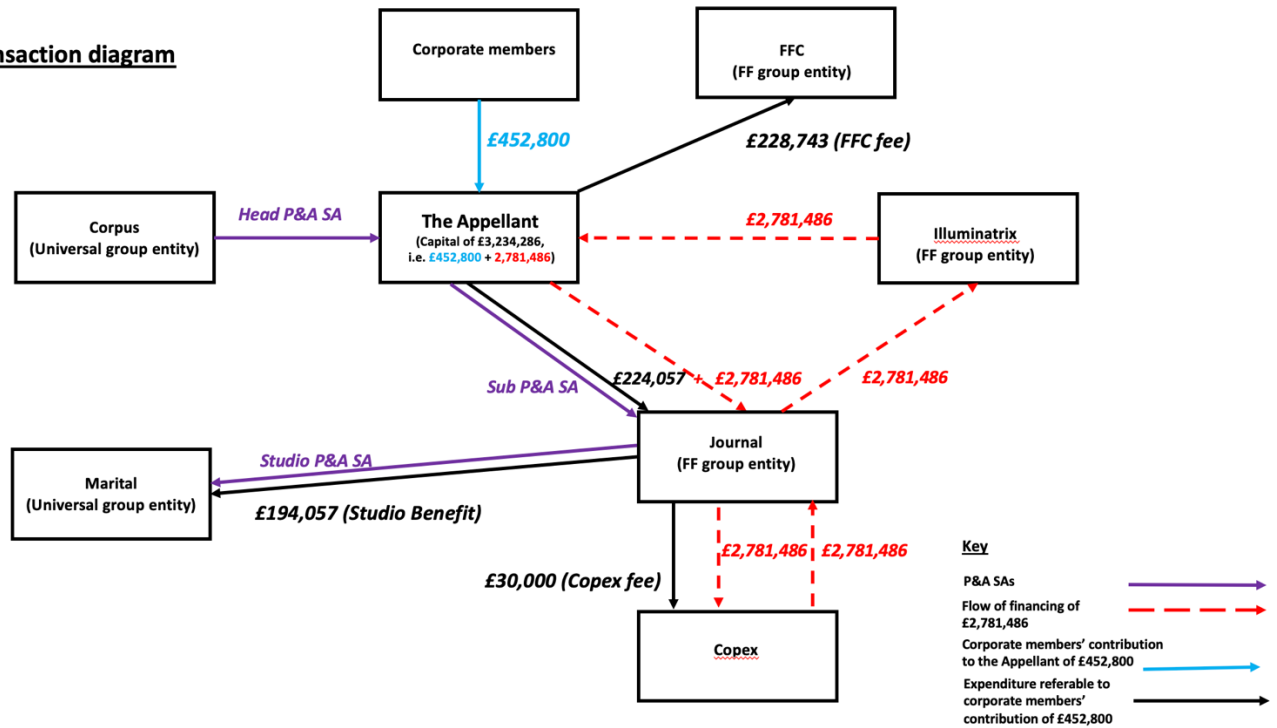 nsaction diagram
Corporate members
FFC
(FF group entity)
£452,800
£228,743 (FFC fee)
Corpus
(Universal group entity)
Head P&A SA
The Appellant
(Capital of £3,234,286,
i.e. £452,800 + 2,781,486)
£2,781,486
Illuminatrix
(FF group entity)
Sub P&A SA
£224,057 + £2,781,486
£2,781,486
Journal
(FF group entity)
Studio P&A SA
Marital
(Universal group entity)
£194,057 (Studio Benefit)
£30,000 (Copex fee)
£2,781,486
£2,781,486
Copex
Key
P&A SAs
Flow of financing of
£2,781,486
Corporate members' contribution
to the Appellant of £452,800
Expenditure referable to
corporate members'
contribution of £452,800